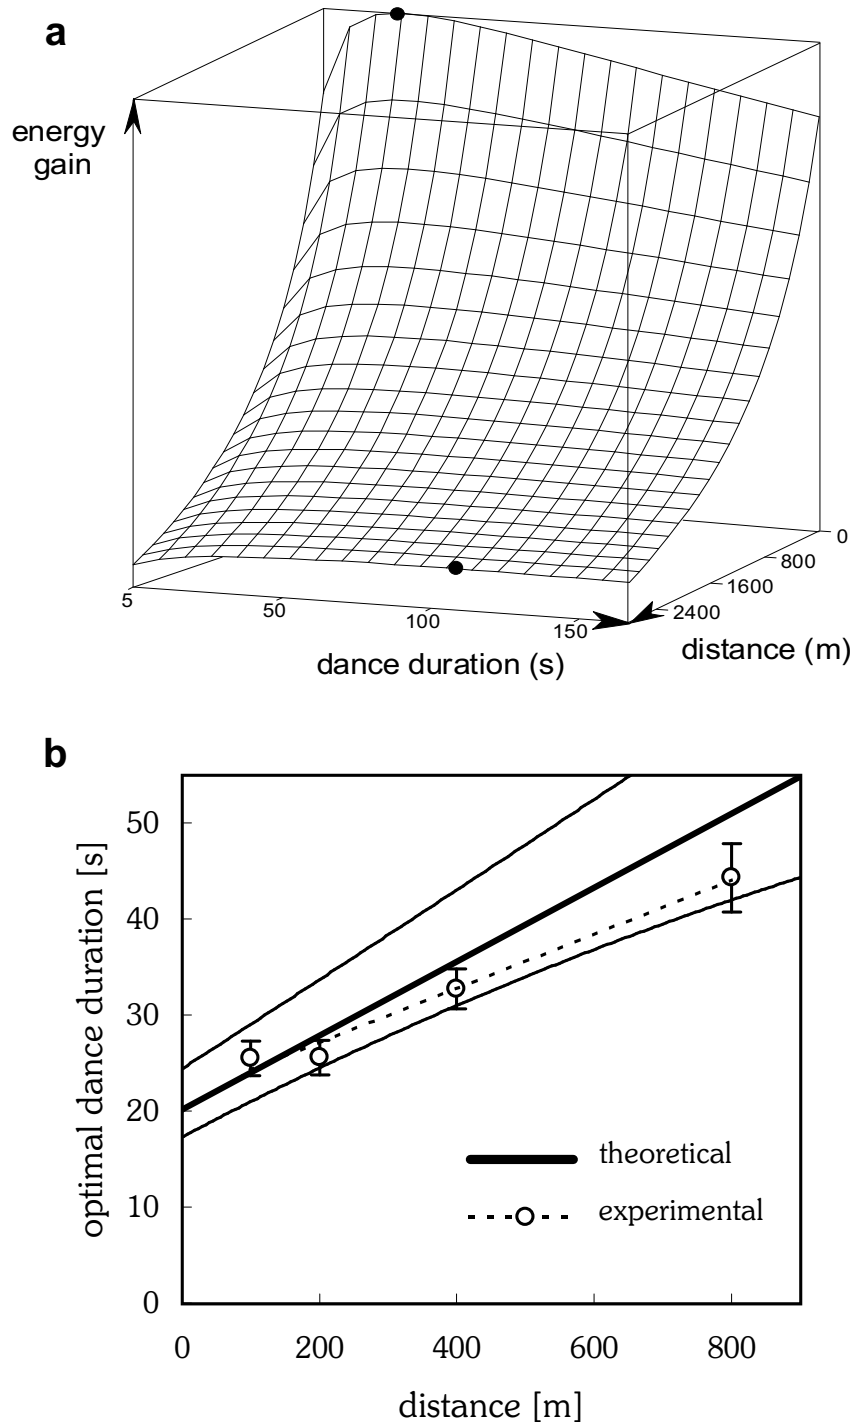 a
energy
gain
5
50
100
150
0
800
1600
2400
dance duration (s)
distance (m)
b
optimal dance duration [s]
50
40
30
20
10
0
theoretical
experimental
0 200 400 600 800
distance [m]